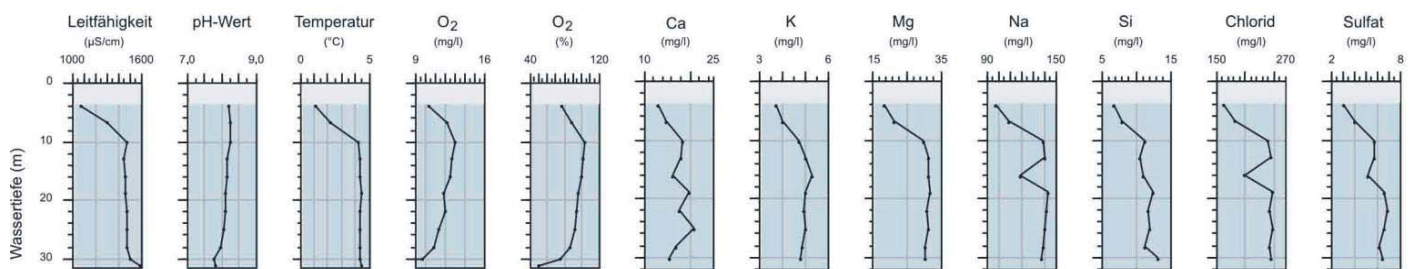 Leitfähigkeit pH-Wert Temperatur O2 O2 Ca K Mg Na Si Chlorid Sulfat
(µS/cm) (°C) (mg/l) (%) (mg/l) (mg/l) (mg/l) (mg/l) (mg/l) (mg/l) (mg/l)
1000 1600 7,0 9,0 0 5 9 16 40 120 10 25 3 6 15 35 90 150 5 15 150 270 2 8
0
10
20
30
Wassertiefe (m)